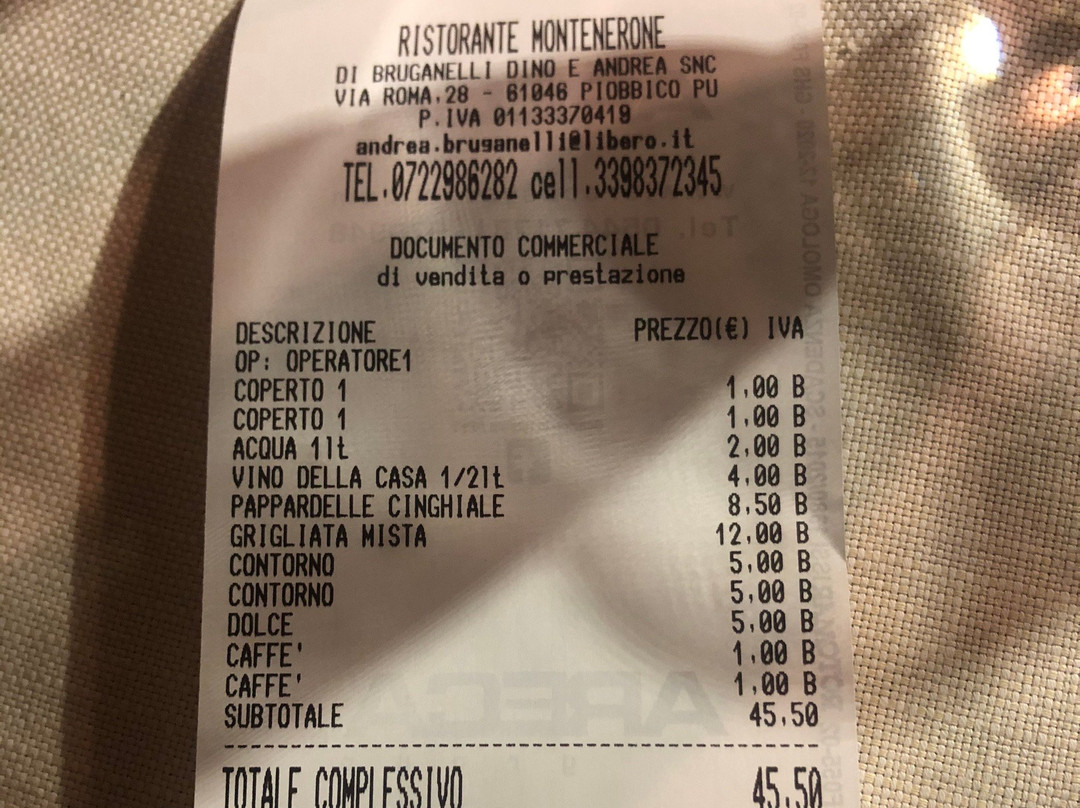 RISTORANTE MONTENERONE
DI BRUGANELLI DINO E ANDREA SNC
VIA ROMA,28 - 61046 PIOBBICO PU
P.IVA 01133370419
andrea.bruganelli@libero.it
TEL.0722986282 cell.3398372345
DOCUMENTO COMMERCIALE
di vendita o prestazione
DESCRIZIONE PREZZO(€) IVA
OP: OPERATORE1
COPERTO 1 1,00 B
COPERTO 1 1,00 B
ACQUA 1lt 2,00 B
VINO DELLA CASA 1/2lt 4,00 B
PAPPARDELLE CINGHIALE 8,50 B
GRIGLIATA MISTA 12,00 B
CONTORNO 5,00 B
CONTORNO 5,00 B
DOLCE 5,00 B
CAFFE' 1,00 B
CAFFE' 1,00 B
SUBTOTALE 45,50
TOTALE COMPLESSIVO 45,50